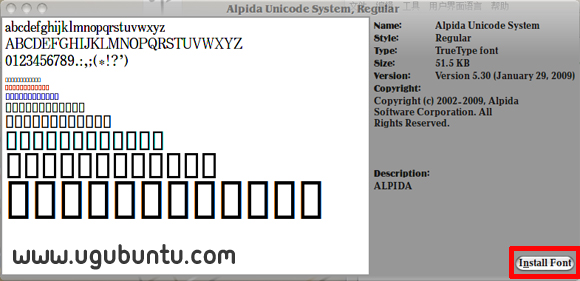 Alpida Unicode System, Regular
abcdefghijklmnopqrstuvwxyz
ABCDEFGHIJKLMNOPQRSTUVWXYZ
0123456789.:,;(*!?')
www.ugubuntu.com
Name: Alpida Unicode System
Style: Regular
Type: TrueType font
Size: 51.5 KB
Version: Version 5.30 (January 29, 2009)
Copyright:
Copyright (c) 2002-2009, Alpida
Software Corporation. All
Rights Reserved.
Description:
ALPIDA
Install Font